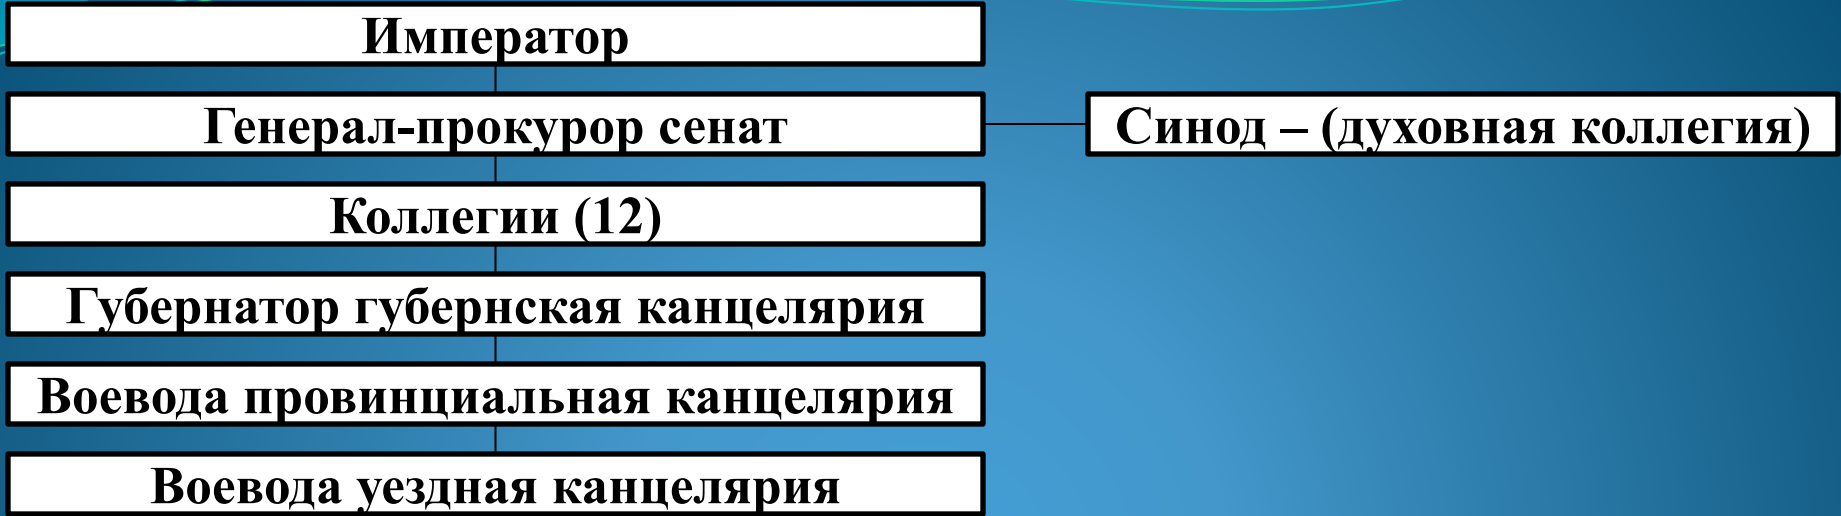 Император
Генерал-прокурор сенат
Синод – (духовная коллегия)
Коллегии (12)
Губернатор губернская канцелярия
Воевода провинциальная канцелярия
Воевода уездная канцелярия